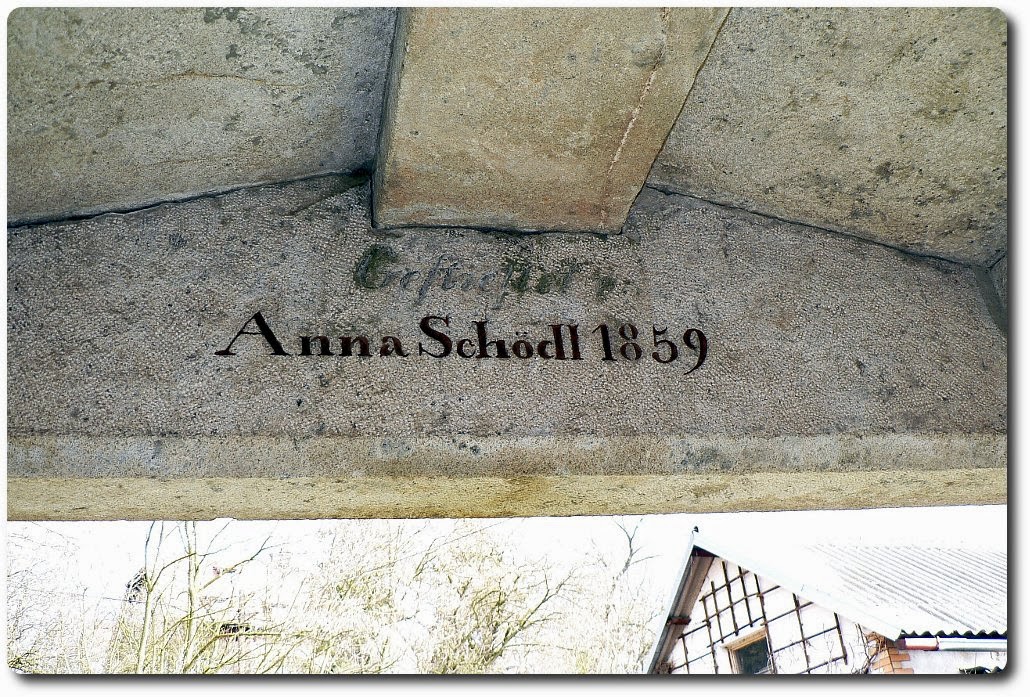 Gestiftet v.
Anna Schödl 1859